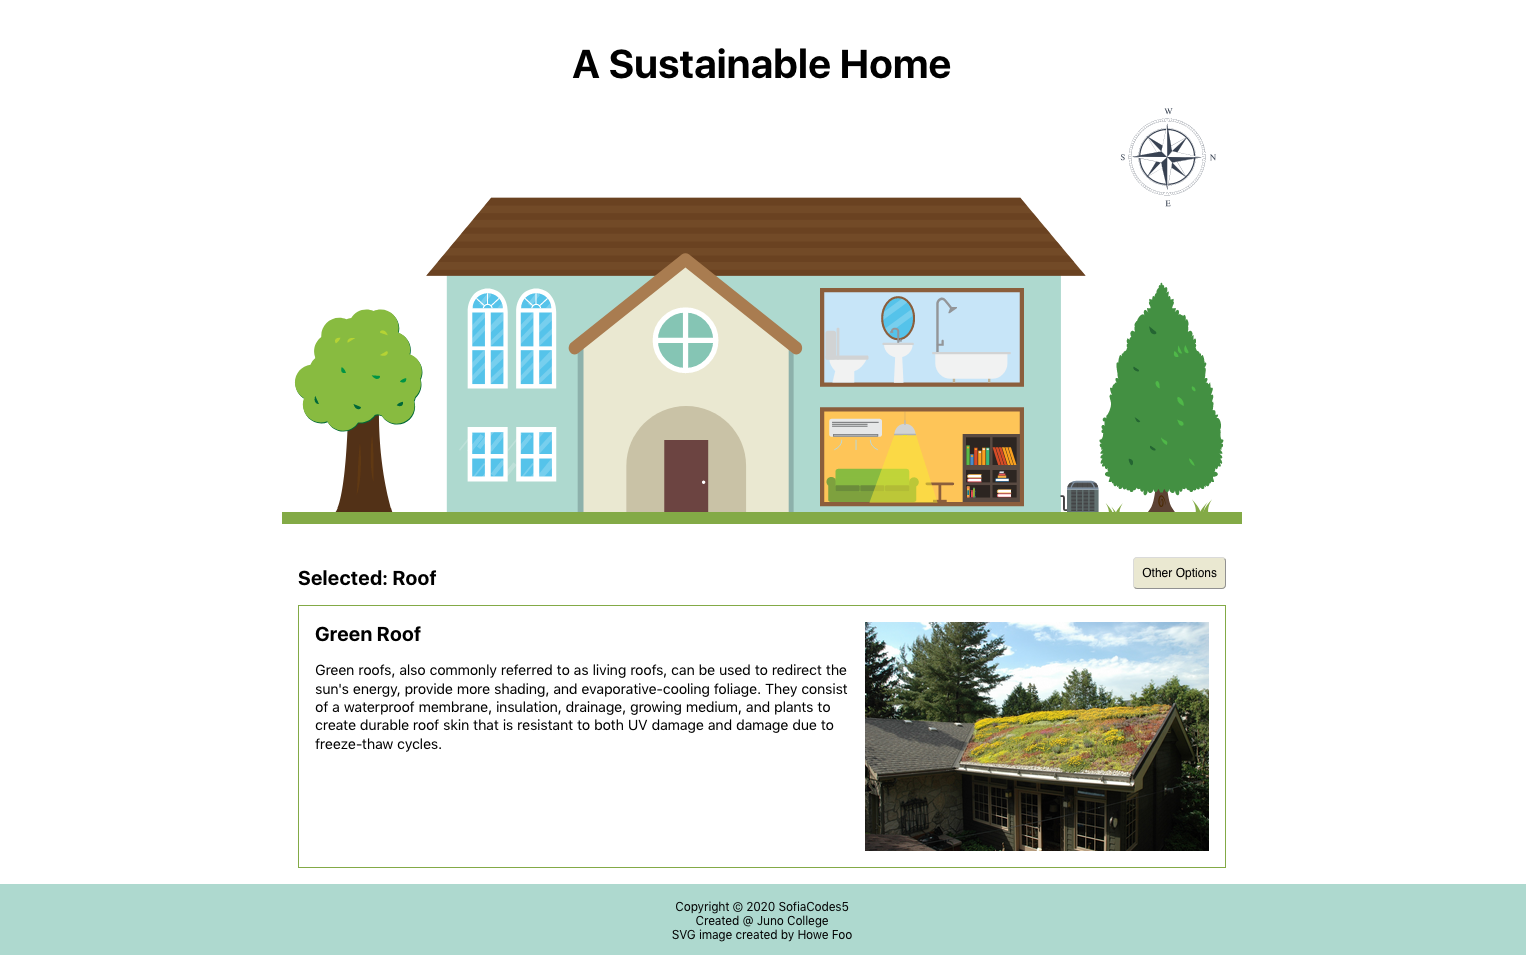 A Sustainable Home
W
S
N
E
Selected: Roof
Other Options
Green Roof
Green roofs, also commonly referred to as living roofs, can be used to redirect the
sun's energy, provide more shading, and evaporative-cooling foliage. They consist
of a waterproof membrane, insulation, drainage, growing medium, and plants to
create durable roof skin that is resistant to both UV damage and damage due to
freeze-thaw cycles.
Copyright © 2020 SofiaCodes5
Created @ Juno College
SVG image created by Howe Foo